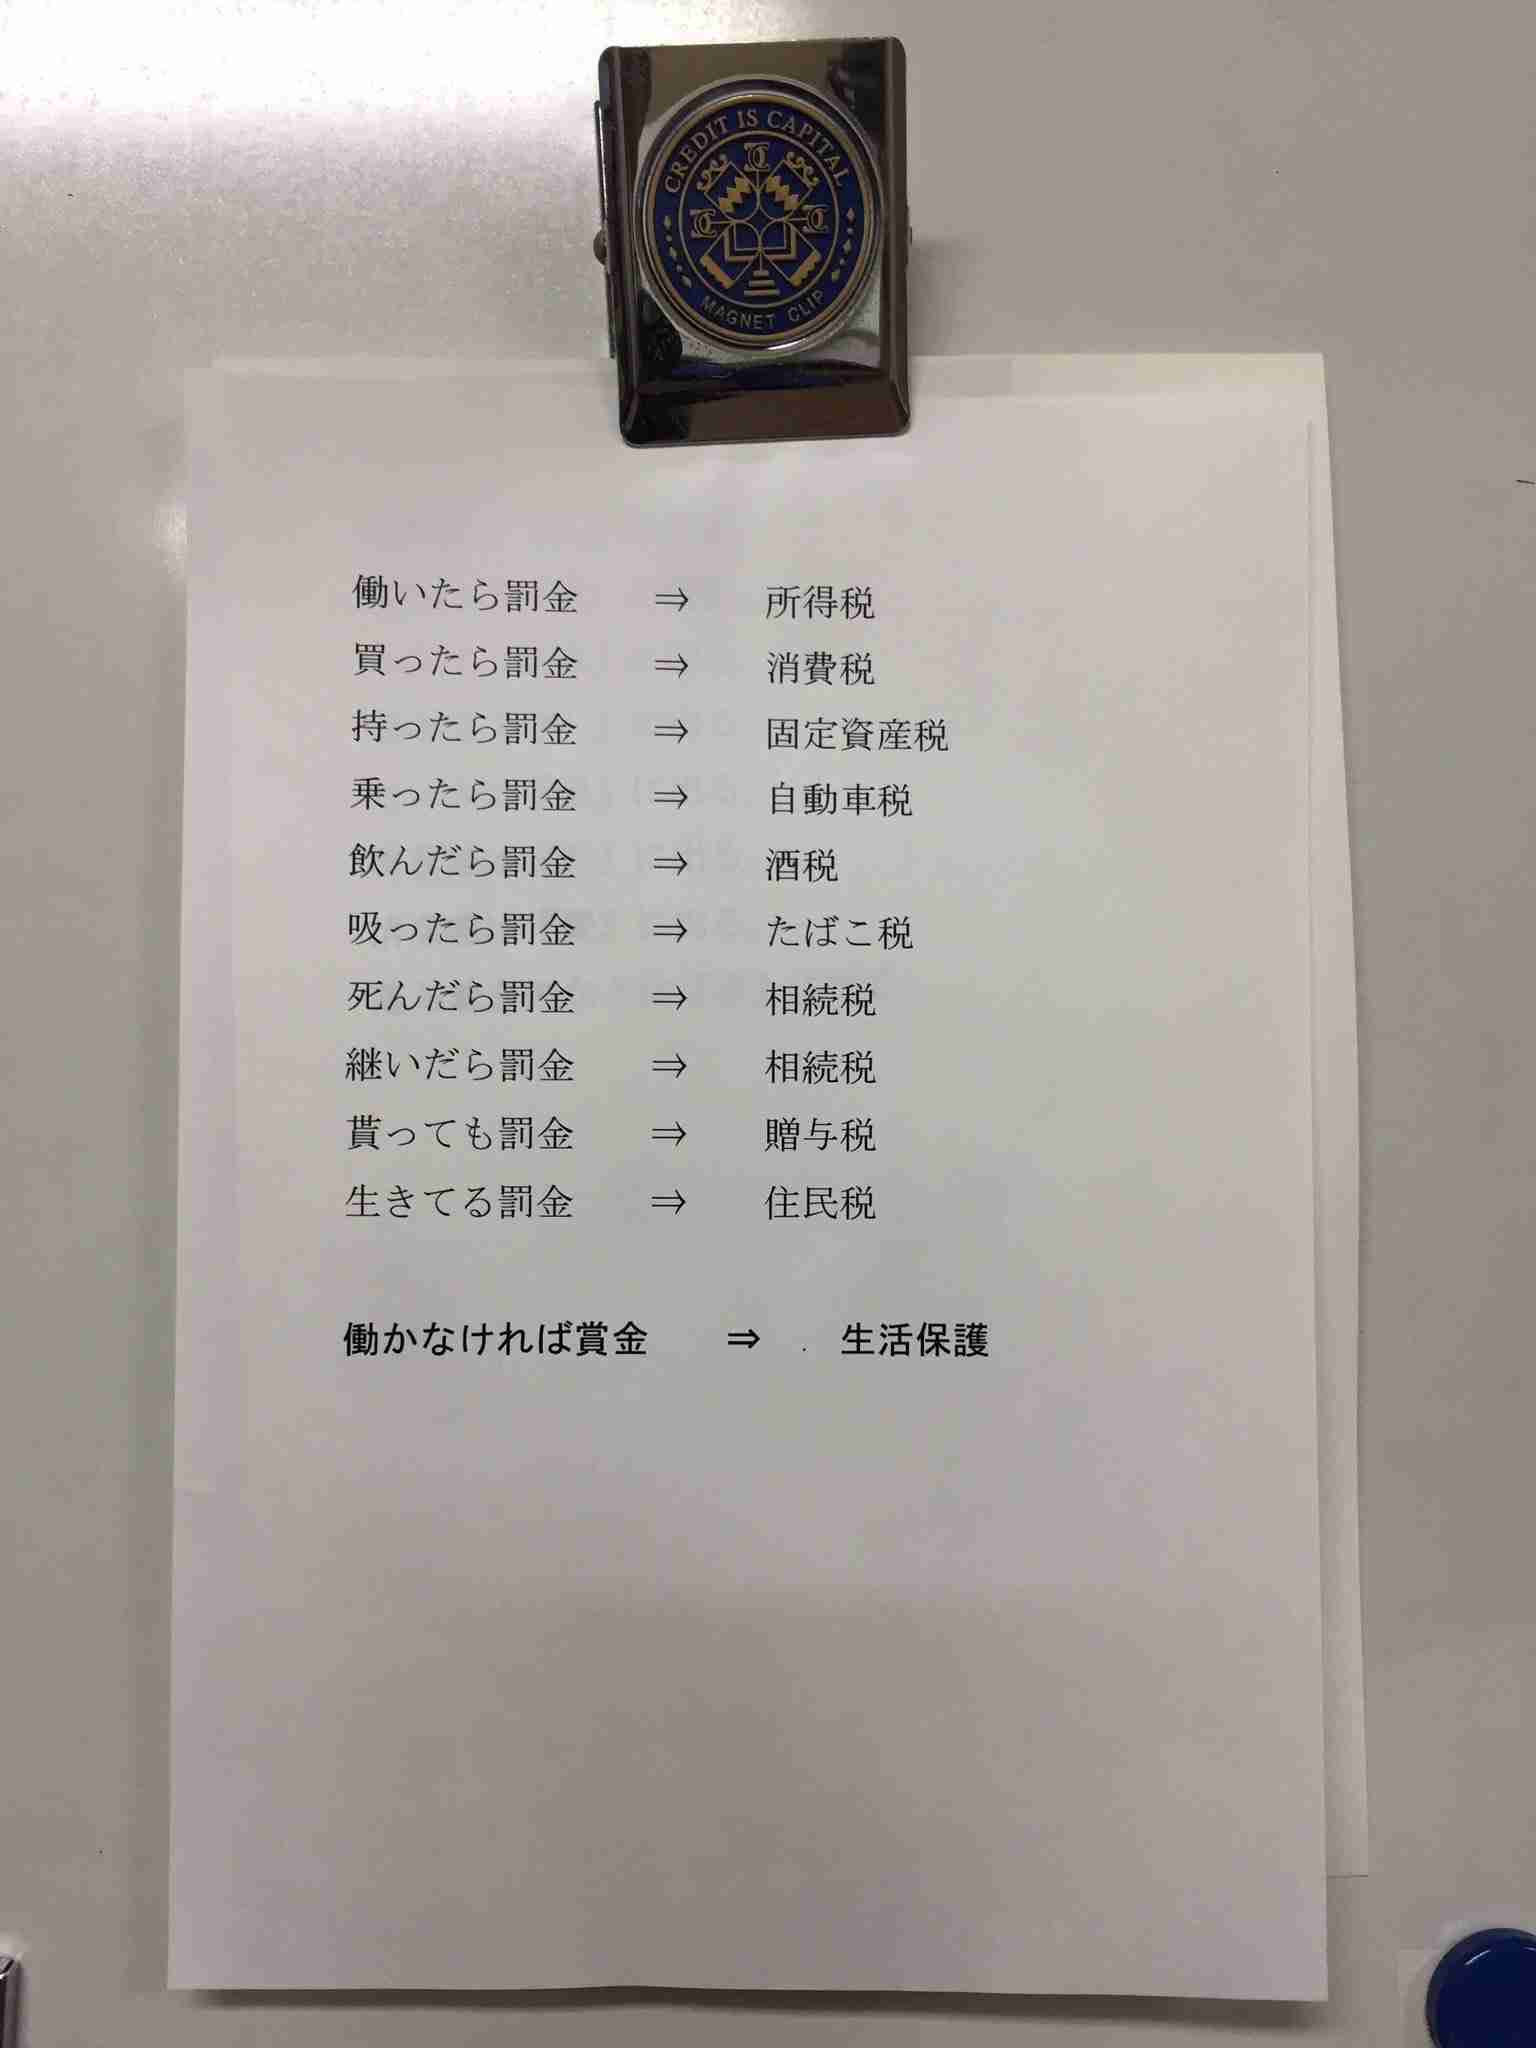 CREDIT IS CAPITAL
MAGNET CLIP
働いたら罰金 ⇒ 所得税
買ったら罰金 ⇒ 消費税
持ったら罰金 ⇒ 固定資産税
乗ったら罰金 ⇒ 自動車税
飲んだら罰金 ⇒ 酒税
吸ったら罰金 ⇒ たばこ税
死んだら罰金 ⇒ 相続税
継いだら罰金 ⇒ 相続税
貰っても罰金 ⇒ 贈与税
生きてる罰金 ⇒ 住民税
働かなければ賞金 ⇒ 生活保護